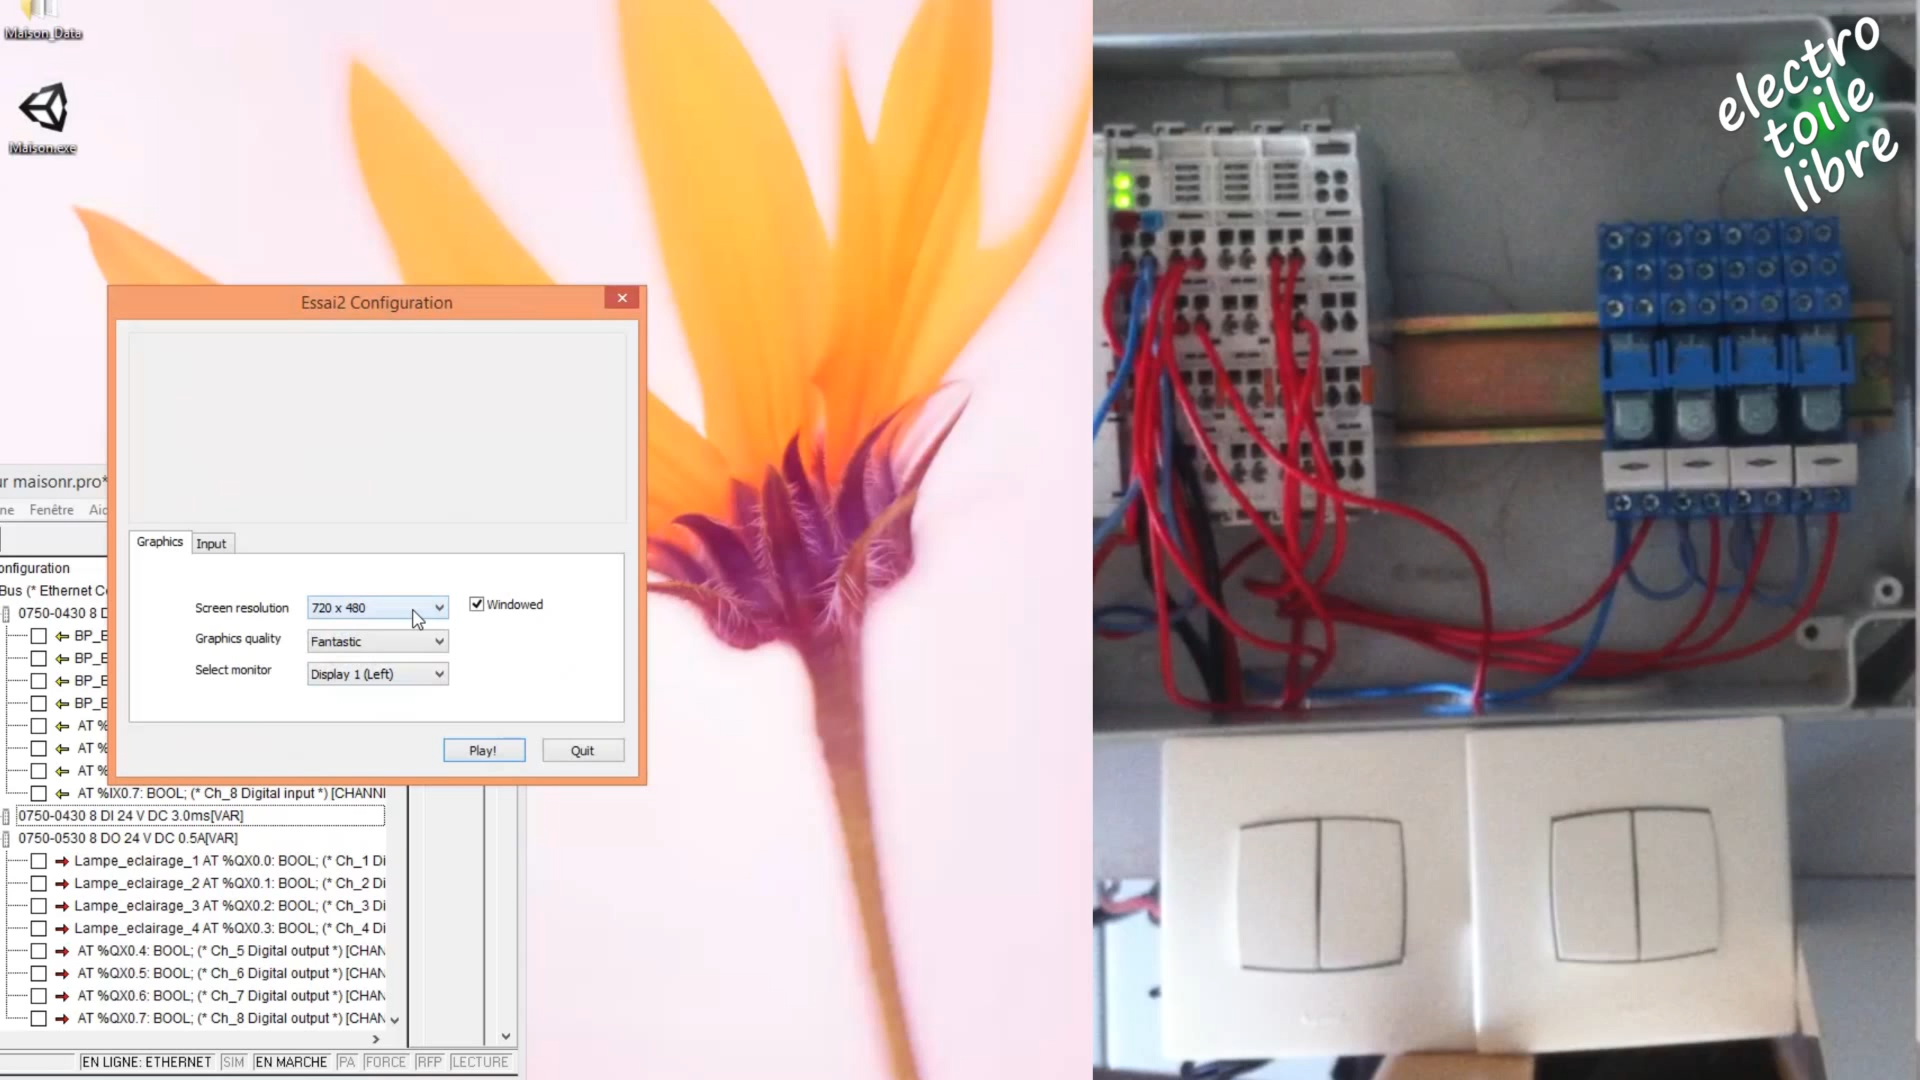 Maison_Data
Maison.exe
electro
toile
libre
Essai2 Configuration
Graphics
Input
Screen resolution
720 x 480
Windowed
Graphics quality
Fantastic
Select monitor
Display 1 (Left)
Play!
Quit
ur maisonr.pro*
ne Fenêtre Aid
onfiguration
Bus (* Ethernet Co
0750-0430 8 D
BP_E
BP_E
BP_E
BP_E
AT %
AT %
AT %
AT %IX0.7: BOOL; (* Ch_8 Digital input *) [CHANN
0750-0430 8 DI 24 V DC 3.0ms[VAR]
0750-0530 8 DO 24 V DC 0.5A[VAR]
Lampe_eclairage_1 AT %QX0.0: BOOL; (* Ch_1 Di
Lampe_eclairage_2 AT %QX0.1: BOOL; (* Ch_2 Di
Lampe_eclairage_3 AT %QX0.2: BOOL; (* Ch_3 Di
Lampe_eclairage_4 AT %QX0.3: BOOL; (* Ch_4 Di
AT %QX0.4: BOOL; (* Ch_5 Digital output *) [CHAN
AT %QX0.5: BOOL; (* Ch_6 Digital output *) [CHAN
AT %QX0.6: BOOL; (* Ch_7 Digital output *) [CHAN
AT %QX0.7: BOOL; (* Ch_8 Digital output *) [CHAN
EN LIGNE: ETHERNET SIM EN MARCHE PA FORCE RFP LECTURE